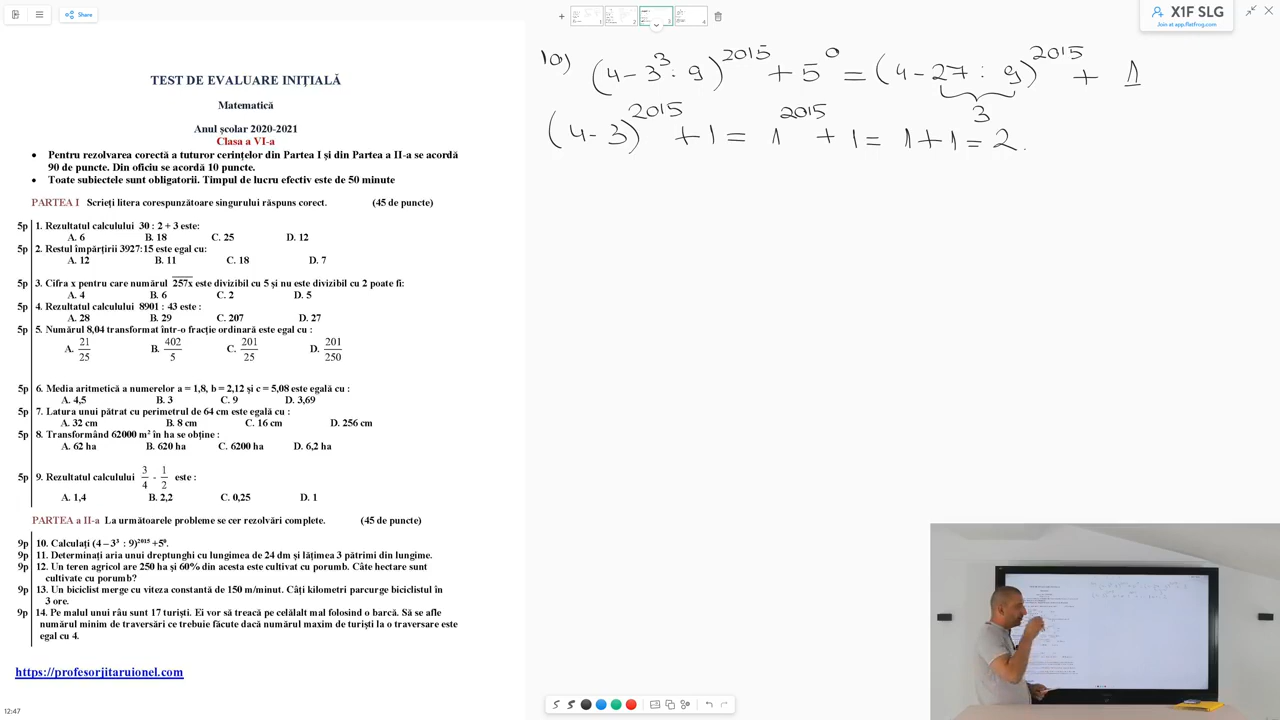 Share
X1F SLG
Join at app.flatfrog.com
1
2
3
4
TEST DE EVALUARE INIȚIALĂ
Matematică
Anul școlar 2020-2021
Clasa a VI-a
• Pentru rezolvarea corectă a tuturor cerințelor din Partea I și din Partea a II-a se acordă
90 de puncte. Din oficiu se acordă 10 puncte.
• Toate subiectele sunt obligatorii. Timpul de lucru efectiv este de 50 minute
PARTEA I Scrieți litera corespunzătoare singurului răspuns corect. (45 de puncte)
5p 1. Rezultatul calculului 30 : 2 + 3 este:
A. 6 B. 18 C. 25 D. 12
5p 2. Restul împărțirii 3927:15 este egal cu:
A. 12 B. 11 C. 18 D. 7
5p 3. Cifra x pentru care numărul 257x este divizibil cu 5 și nu este divizibil cu 2 poate fi:
A. 4 B. 6 C. 2 D. 5
5p 4. Rezultatul calculului 8901 : 43 este :
A. 28 B. 29 C. 207 D. 27
5p 5. Numărul 8,04 transformat într-o fracție ordinară este egal cu :
A. 21/25 B. 402/5 C. 201/25 D. 201/250
5p 6. Media aritmetică a numerelor a = 1,8, b = 2,12 și c = 5,08 este egală cu :
A. 4,5 B. 3 C. 9 D. 3,69
5p 7. Latura unui pătrat cu perimetrul de 64 cm este egală cu :
A. 32 cm B. 8 cm C. 16 cm D. 256 cm
5p 8. Transformând 62000 m² în ha se obține :
A. 62 ha B. 620 ha C. 6200 ha D. 6,2 ha
5p 9. Rezultatul calculului 3/4 - 1/2 este :
A. 1,4 B. 2,2 C. 0,25 D. 1
PARTEA a II-a La următoarele probleme se cer rezolvări complete. (45 de puncte)
9p 10. Calculați (4 – 3³ : 9)²⁰¹⁵ +5⁰.
9p 11. Determinați aria unui dreptunghi cu lungimea de 24 dm și lățimea 3 pătrimi din lungime.
9p 12. Un teren agricol are 250 ha și 60% din acesta este cultivat cu porumb. Câte hectare sunt
cultivate cu porumb?
9p 13. Un biciclist merge cu viteza constantă de 150 m/minut. Câți kilometri parcurge biciclistul în
3 ore.
9p 14. Pe malul unui râu sunt 17 turiști. Ei vor să treacă pe celălalt mal folosind o barcă. Să se afle
numărul minim de traversări ce trebuie făcute dacă numărul maxim de turiști la o traversare este
egal cu 4.
https://profesorjitaruionel.com
12:47
10) (4-3³:9)²⁰¹⁵ + 5⁰ = (4-27:9)²⁰¹⁵ + 1
3
(4-3)²⁰¹⁵ + 1 = 1²⁰¹⁵ + 1 = 1+1 = 2.